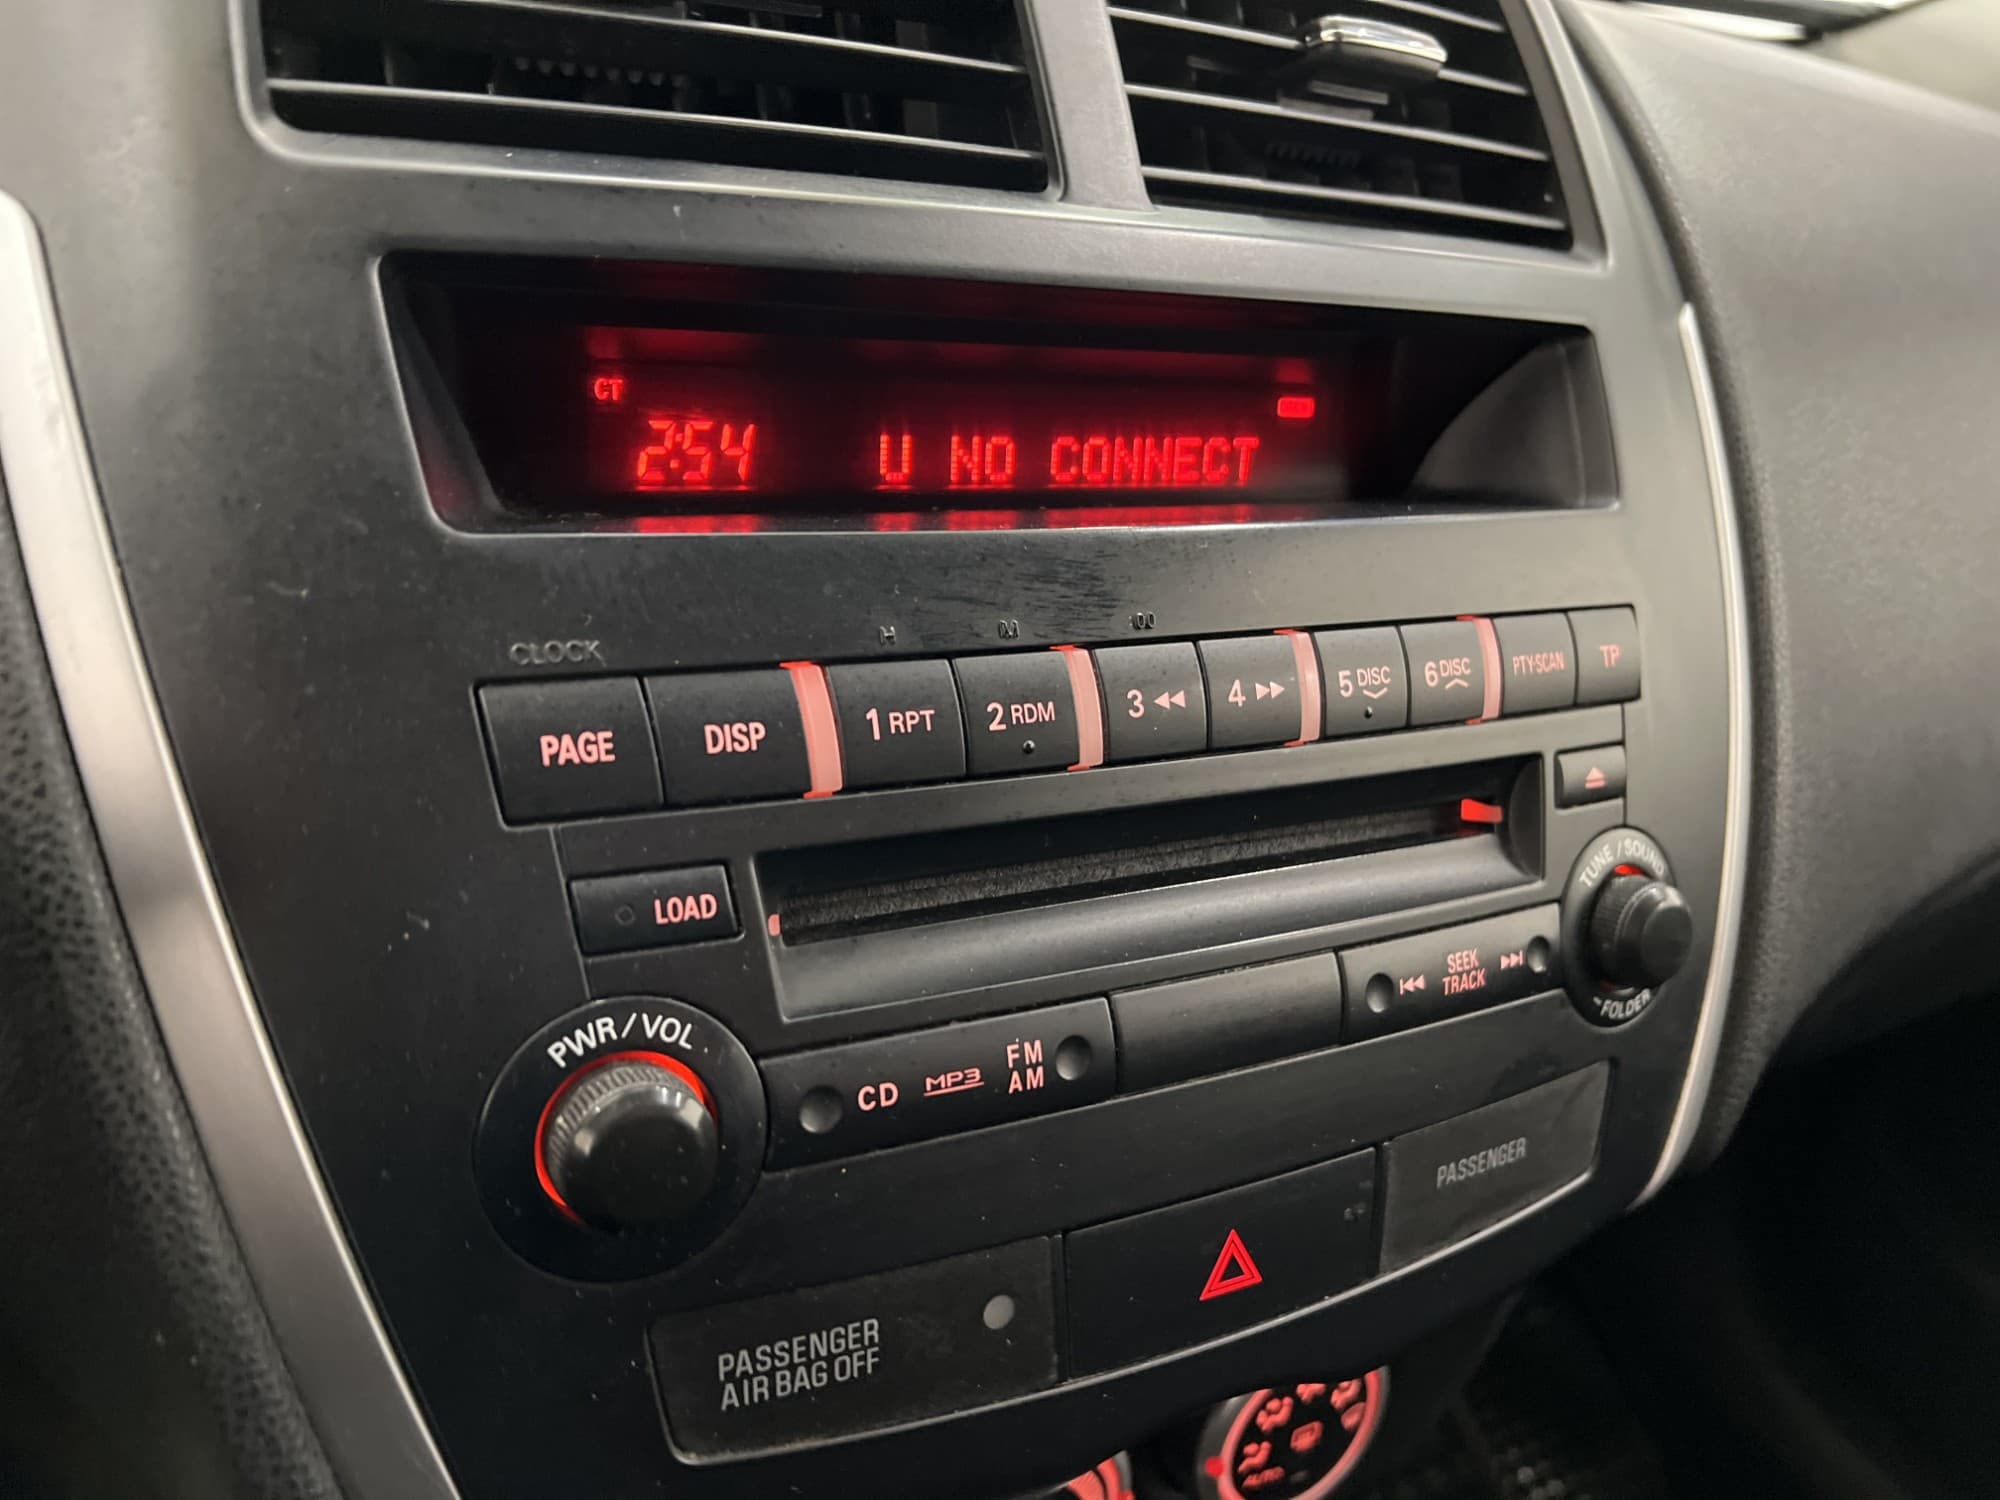 CT
2:54 U NO CONNECT
CLOCK H M :00
PAGE DISP 1 RPT 2 RDM 3 4 5 DISC 6 DISC PTY·SCAN TP
LOAD
TUNE / SOUND
FOLDER
SEEK
TRACK
PWR / VOL
CD MP3 FM
AM
PASSENGER
PASSENGER
AIR BAG OFF
AUTO